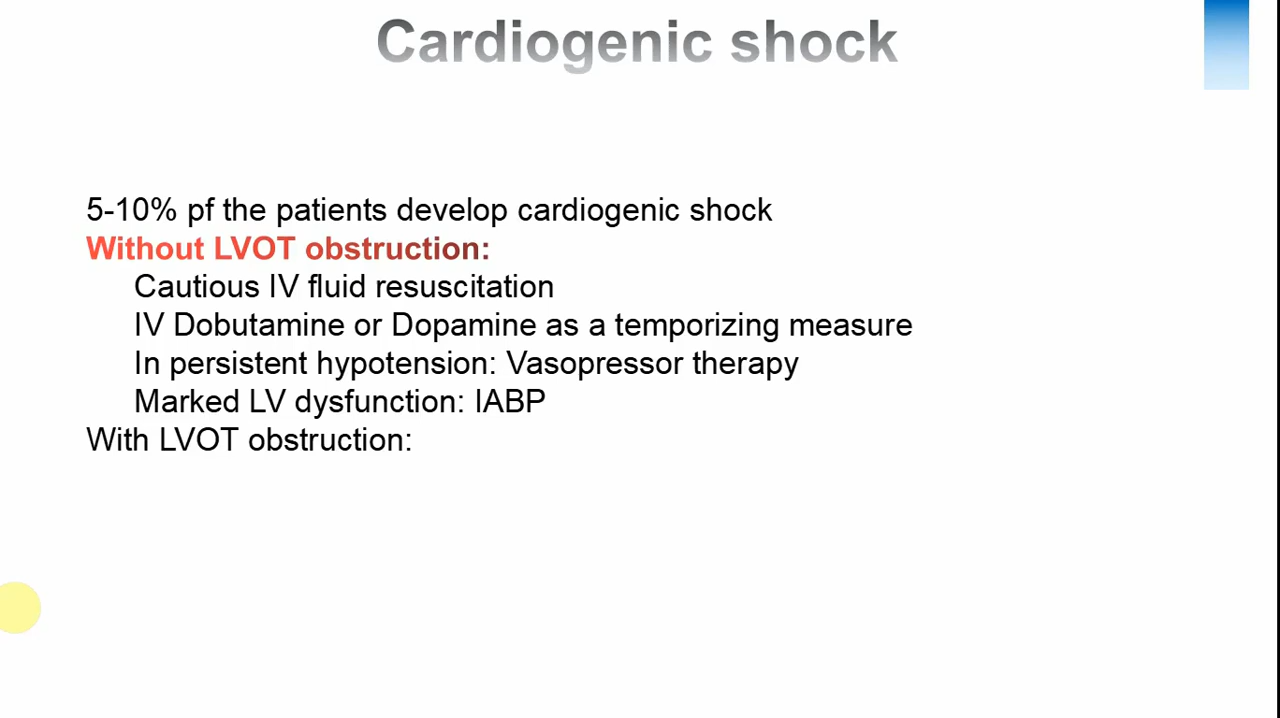 Cardiogenic shock
5-10% pf the patients develop cardiogenic shock
Without LVOT obstruction:
Cautious IV fluid resuscitation
IV Dobutamine or Dopamine as a temporizing measure
In persistent hypotension: Vasopressor therapy
Marked LV dysfunction: IABP
With LVOT obstruction: